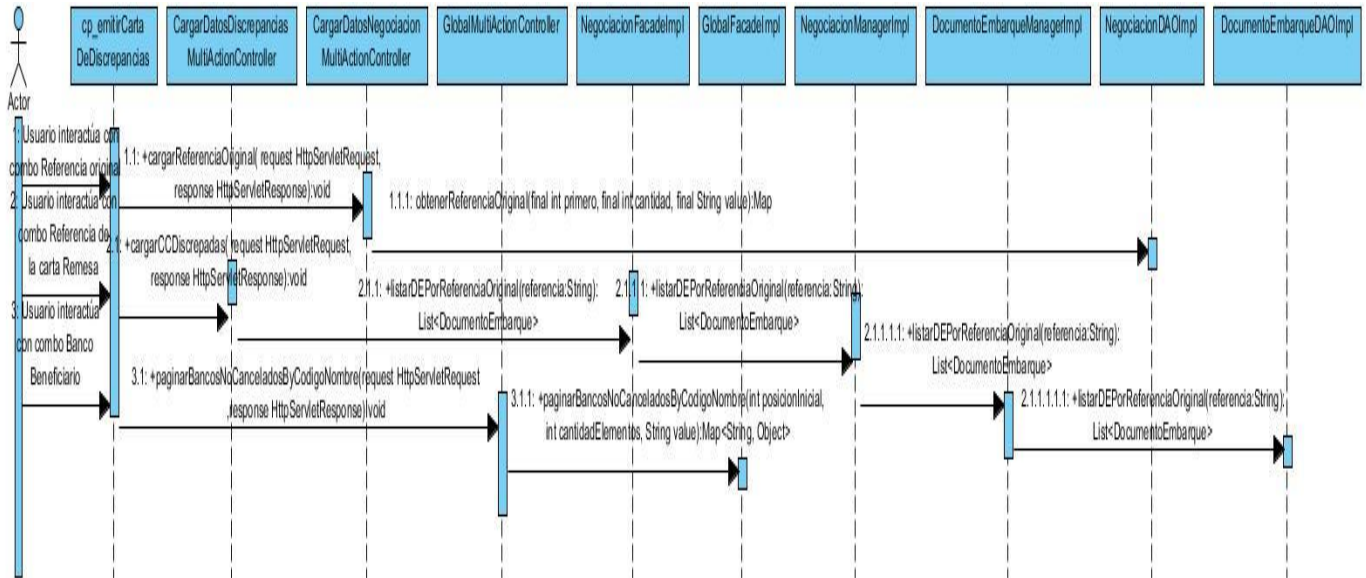 cp_emitirCarta
DeDiscrepancias
CargarDatosDiscrepancias
MultiActionController
CargarDatosNegociacion
MultiActionController
GlobalMultiActionController
NegociacionFacadeImpl
GlobalFacadeImpl
NegociacionManagerImpl
DocumentoEmbarqueManagerImpl
NegociacionDAOImpl
DocumentoEmbarqueDAOImpl
Actor
1: Usuario interactúa con
combo Referencia original
1.1: +cargarReferenciaOriginal( request HttpServletRequest,
response HttpServletResponse):void
1.1.1: obtenerReferenciaOriginal(final int primero, final int cantidad, final String value):Map
2: Usuario interactúa con
combo Referencia de
la carta Remesa
2.1: +cargarCCDiscrepadas( request HttpServletRequest,
response HttpServletResponse):void
2.1.1: +listarDEPorReferenciaOriginal(referencia:String):
List<DocumentoEmbarque>
2.1.1.1: +listarDEPorReferenciaOriginal(referencia:String):
List<DocumentoEmbarque>
2.1.1.1.1: +listarDEPorReferenciaOriginal(referencia:String):
List<DocumentoEmbarque>
2.1.1.1.1.1: +listarDEPorReferenciaOriginal(referencia:String):
List<DocumentoEmbarque>
3: Usuario interactúa
con combo Banco
Beneficiario
3.1: +paginarBancosNoCanceladosByCodigoNombre(request HttpServletRequest
,response HttpServletResponse):void
3.1.1: +paginarBancosNoCanceladosByCodigoNombre(int posicionInicial,
int cantidadElementos, String value):Map<String, Object>